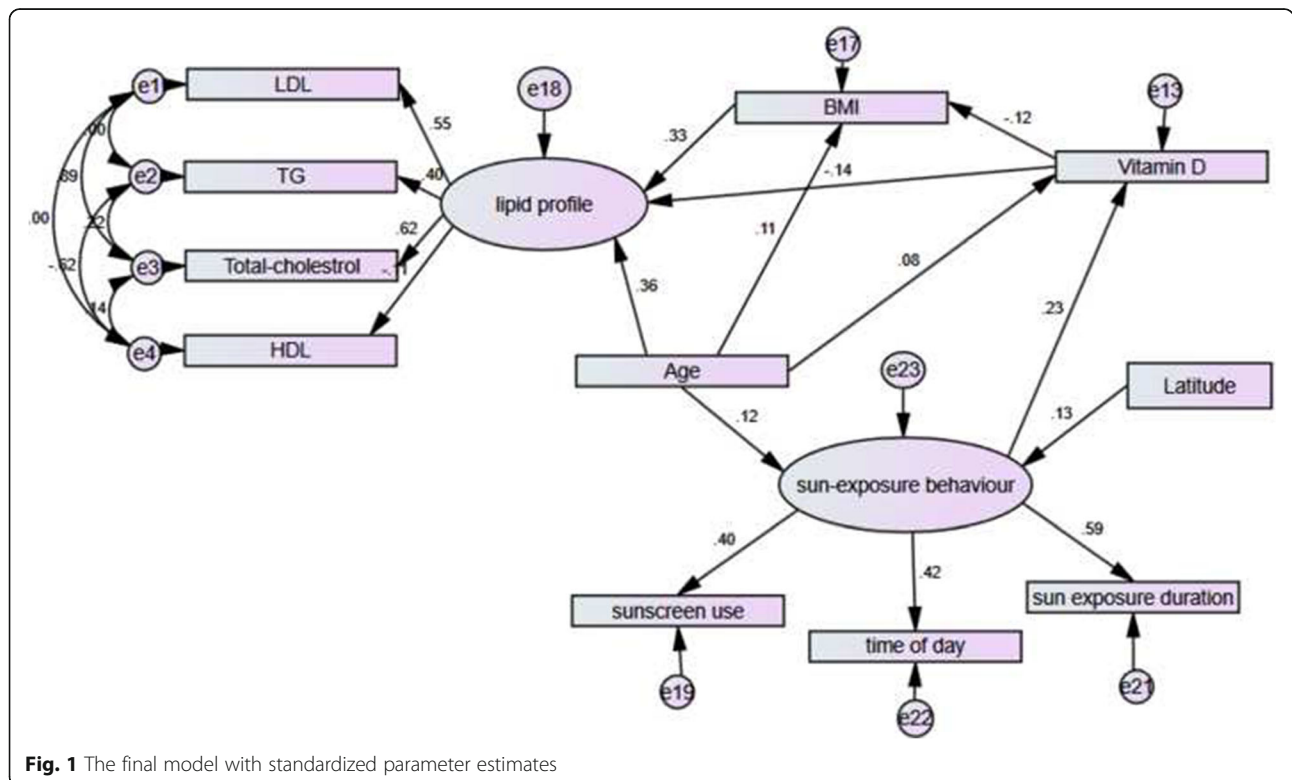 e17
e1
LDL
e18
BMI
e13
.55
-.12
.33
Vitamin D
e2
TG
.40
-.14
.89
lipid profile
.00
.22
.62
.11
e3
Total-cholestrol
.08
-.62
.36
.23
.14
e4
HDL
Age
e23
Latitude
.12
.13
sun-exposure behaviour
.40
.59
.42
sunscreen use
sun exposure duration
time of day
e19
e21
e22
Fig. 1 The final model with standardized parameter estimates